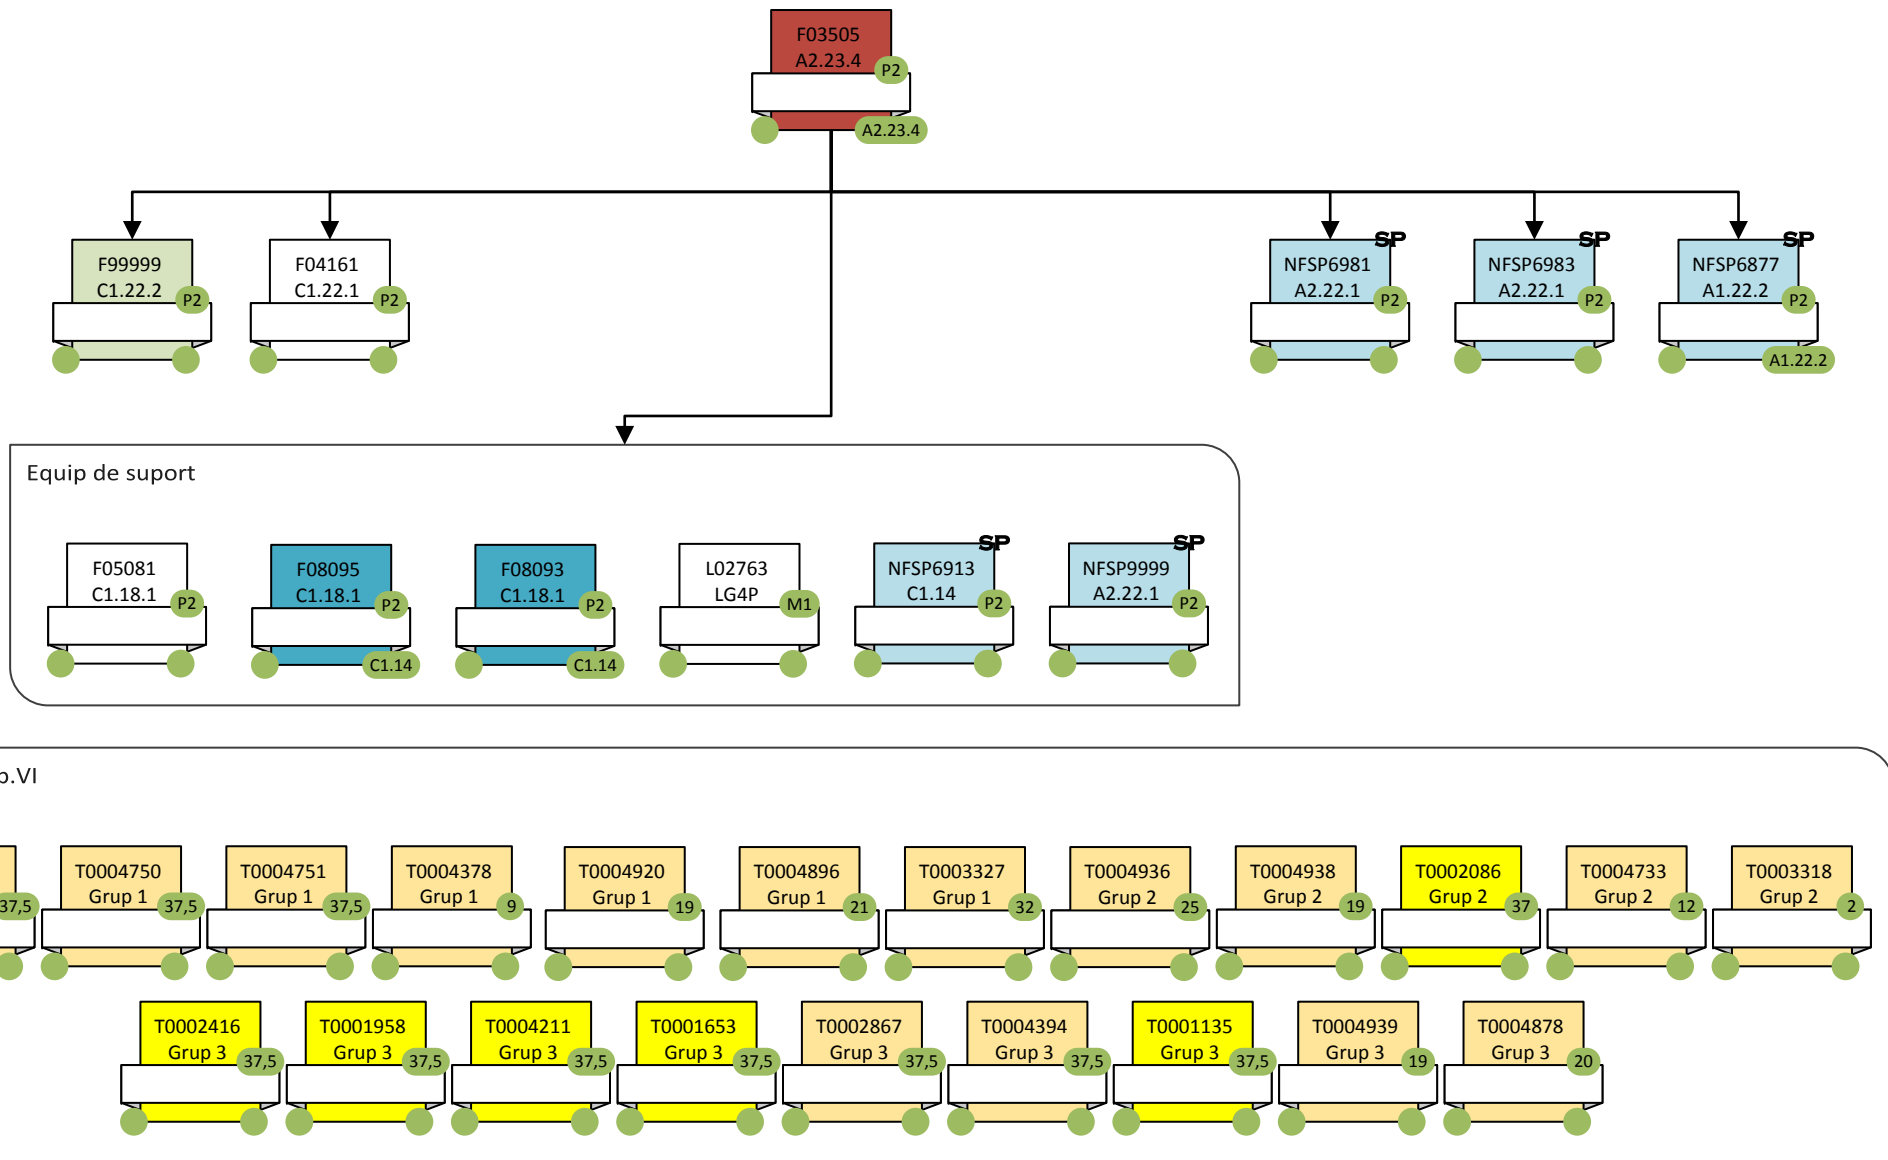 F03505
A2.23.4
P2
A2.23.4
F99999
C1.22.2
P2
F04161
C1.22.1
P2
SP
NFSP6981
A2.22.1
P2
SP
NFSP6983
A2.22.1
P2
SP
NFSP6877
A1.22.2
P2
A1.22.2
Equip de suport
F05081
C1.18.1
P2
F08095
C1.18.1
P2
C1.14
F08093
C1.18.1
P2
C1.14
L02763
LG4P
M1
SP
NFSP6913
C1.14
P2
SP
NFSP9999
A2.22.1
P2
p.VI
37,5
T0004750
Grup 1
37,5
T0004751
Grup 1
37,5
T0004378
Grup 1
9
T0004920
Grup 1
19
T0004896
Grup 1
21
T0003327
Grup 1
32
T0004936
Grup 2
25
T0004938
Grup 2
19
T0002086
Grup 2
37
T0004733
Grup 2
12
T0003318
Grup 2
2
T0002416
Grup 3
37,5
T0001958
Grup 3
37,5
T0004211
Grup 3
37,5
T0001653
Grup 3
37,5
T0002867
Grup 3
37,5
T0004394
Grup 3
37,5
T0001135
Grup 3
37,5
T0004939
Grup 3
19
T0004878
Grup 3
20